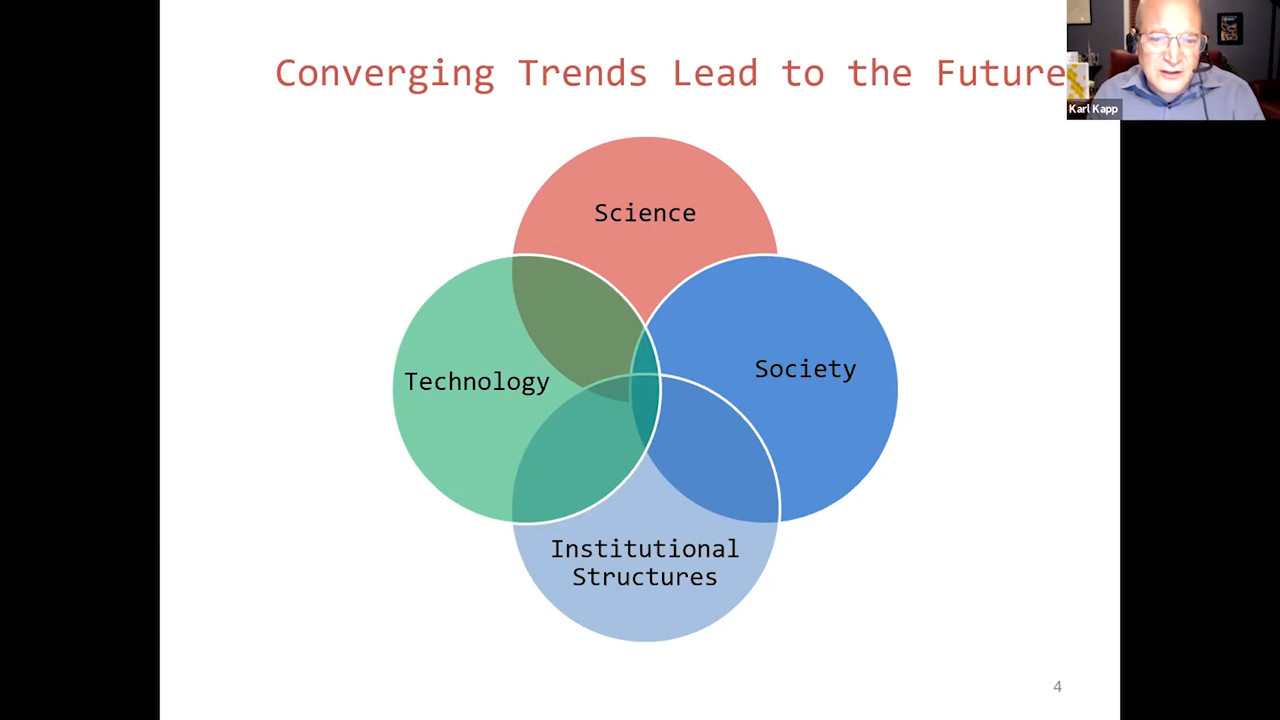 Converging Trends Lead to the Future
Karl Kapp
Science
Society
Technology
Institutional
Structures
4